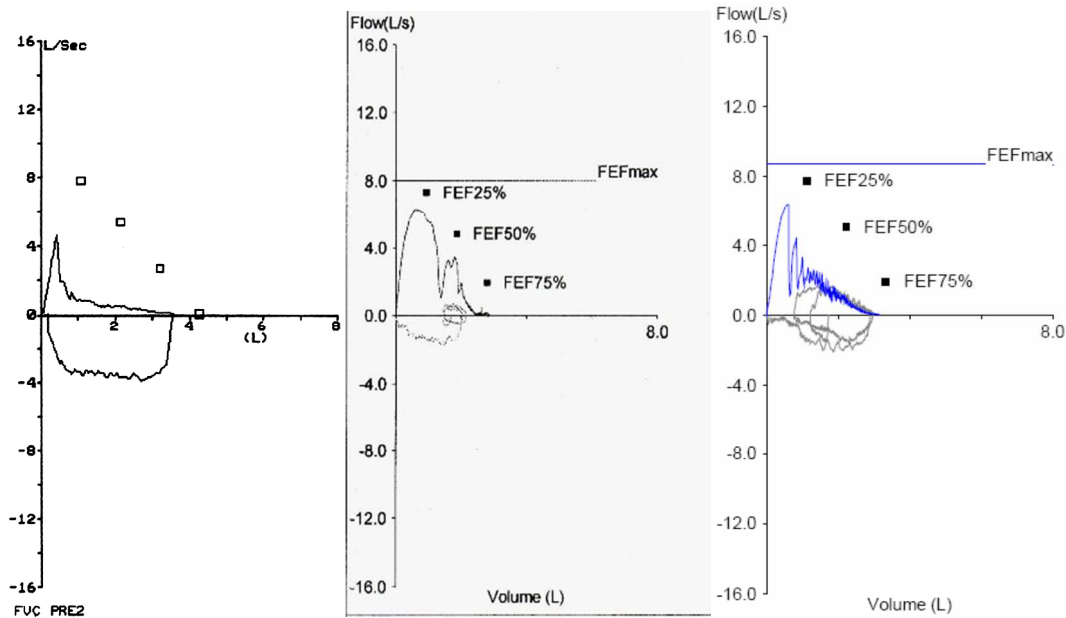 L/Sec
16
12
8
4
0
-4
-8
-12
-16
2
4
6
8
(L)
FVC PRE2
Flow(L/s)
16.0
12.0
8.0
4.0
0.0
-4.0
-8.0
-12.0
-16.0
FEFmax
FEF25%
FEF50%
FEF75%
8.0
Volume (L)
Flow(L/s)
16.0
12.0
8.0
4.0
0.0
-4.0
-8.0
-12.0
-16.0
FEFmax
FEF25%
FEF50%
FEF75%
8.0
Volume (L)